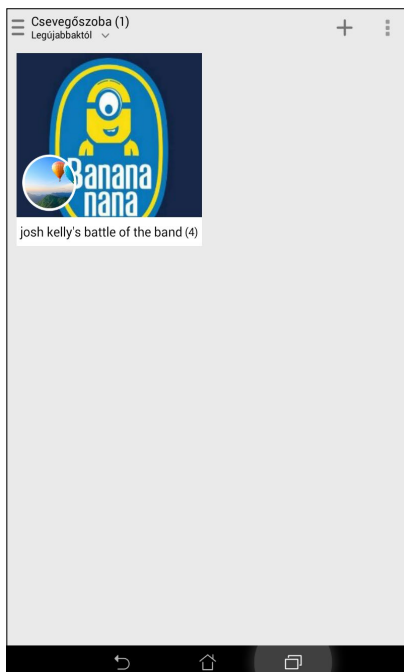 Csevegőszoba (1)
Legújabbaktól
Banana
nana
josh kelly's battle of the band (4)